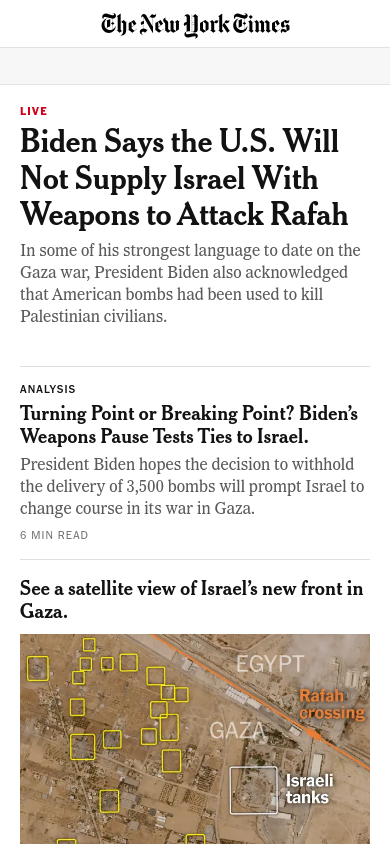 The New York Times
LIVE
Biden Says the U.S. Will
Not Supply Israel With
Weapons to Attack Rafah
In some of his strongest language to date on the
Gaza war, President Biden also acknowledged
that American bombs had been used to kill
Palestinian civilians.
ANALYSIS
Turning Point or Breaking Point? Biden’s
Weapons Pause Tests Ties to Israel.
President Biden hopes the decision to withhold
the delivery of 3,500 bombs will prompt Israel to
change course in its war in Gaza.
6 MIN READ
See a satellite view of Israel’s new front in
Gaza.
EGYPT
Rafah
crossing
GAZA
Israeli
tanks